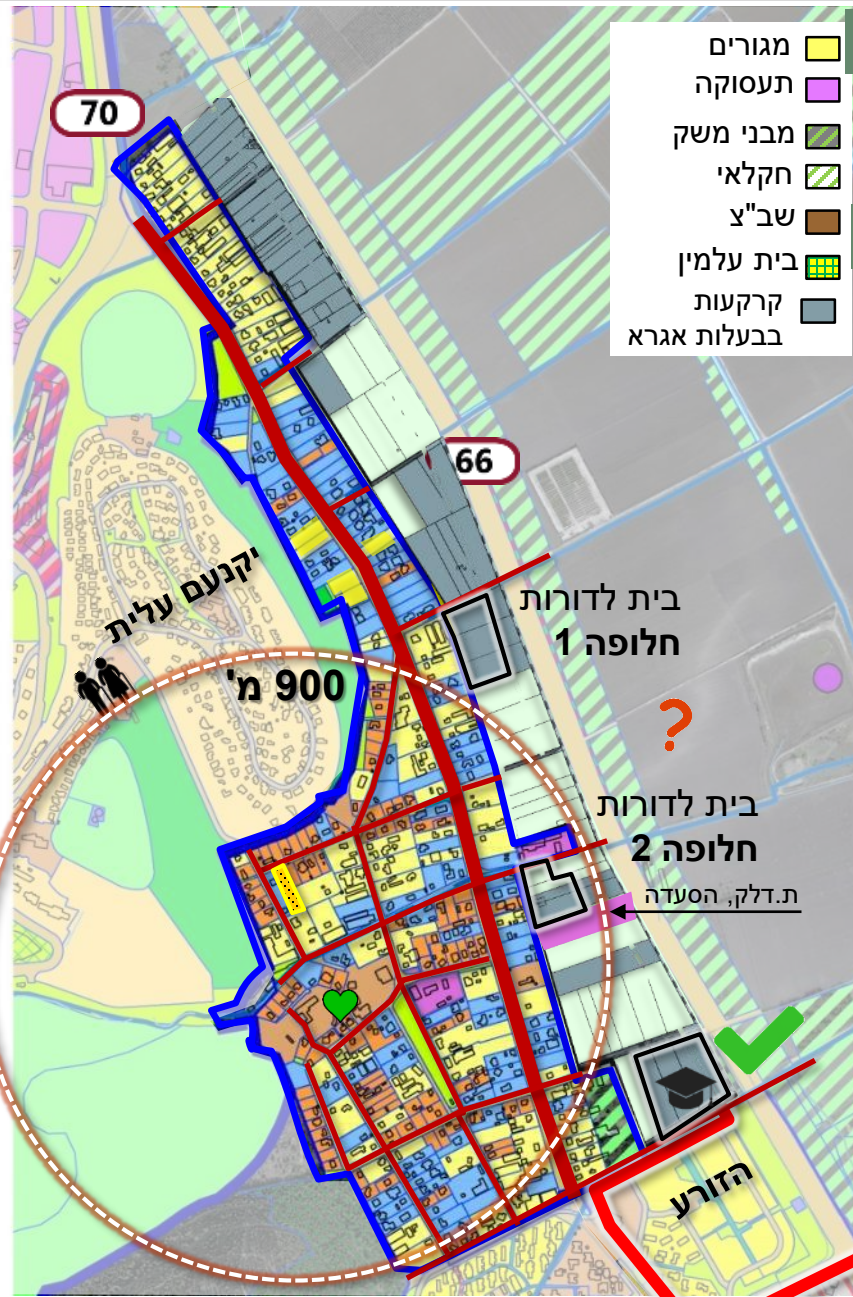 מגורים
תעסוקה
מבני משק
חקלאי
שב"צ
בית עלמין
קרקעות
בבעלות אגרא
70
66
יקנעם עלית
בית לדורות
חלופה 1
900 מ'
?
בית לדורות
חלופה 2
ת.דלק, הסעדה
הזורע